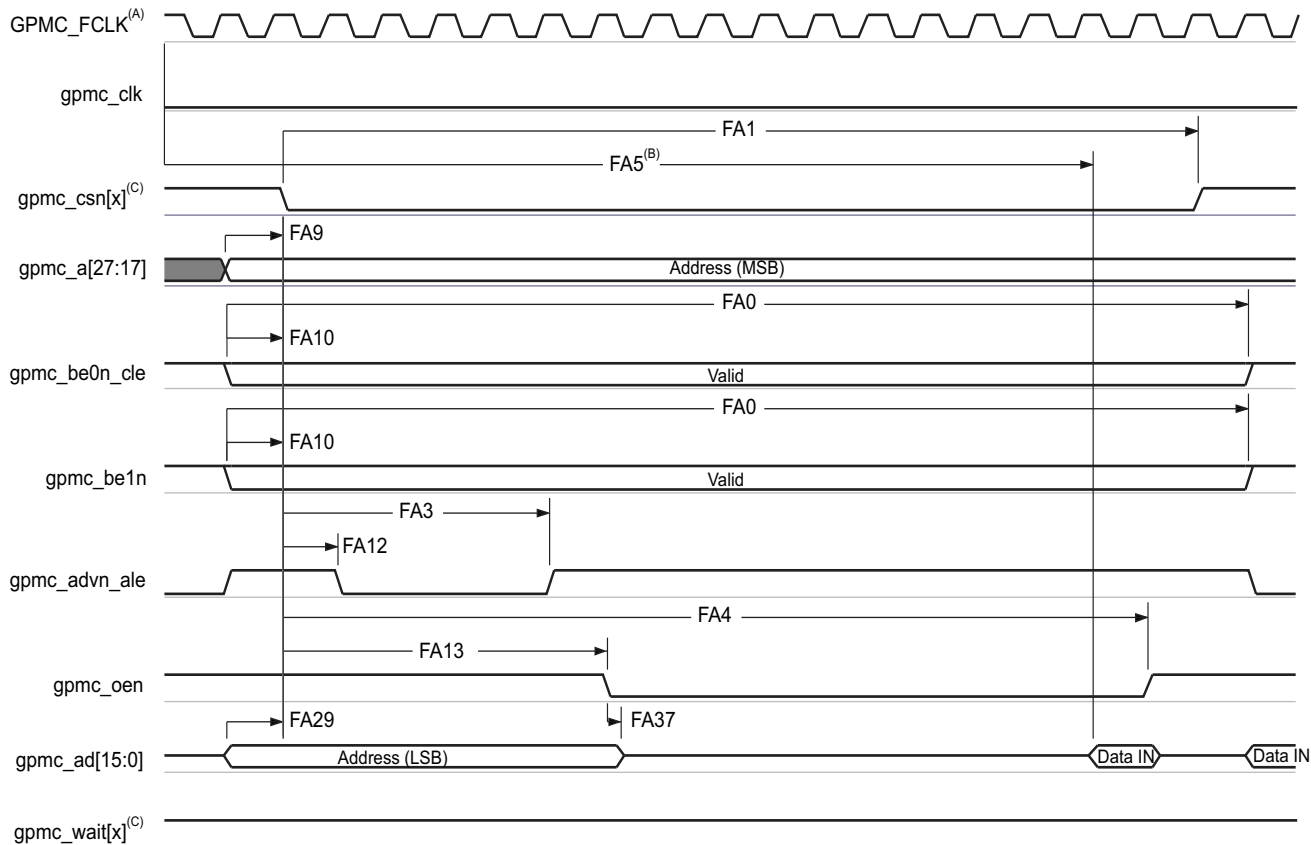 GPMC_FCLK(A)
gpmc_clk
FA1
FA5(B)
gpmc_csn[x](C)
FA9
gpmc_a[27:17]
Address (MSB)
FA0
FA10
gpmc_be0n_cle
Valid
FA0
FA10
gpmc_be1n
Valid
FA3
FA12
gpmc_advn_ale
FA4
FA13
gpmc_oen
FA29
FA37
gpmc_ad[15:0]
Address (LSB)
Data IN
Data IN
gpmc_wait[x](C)